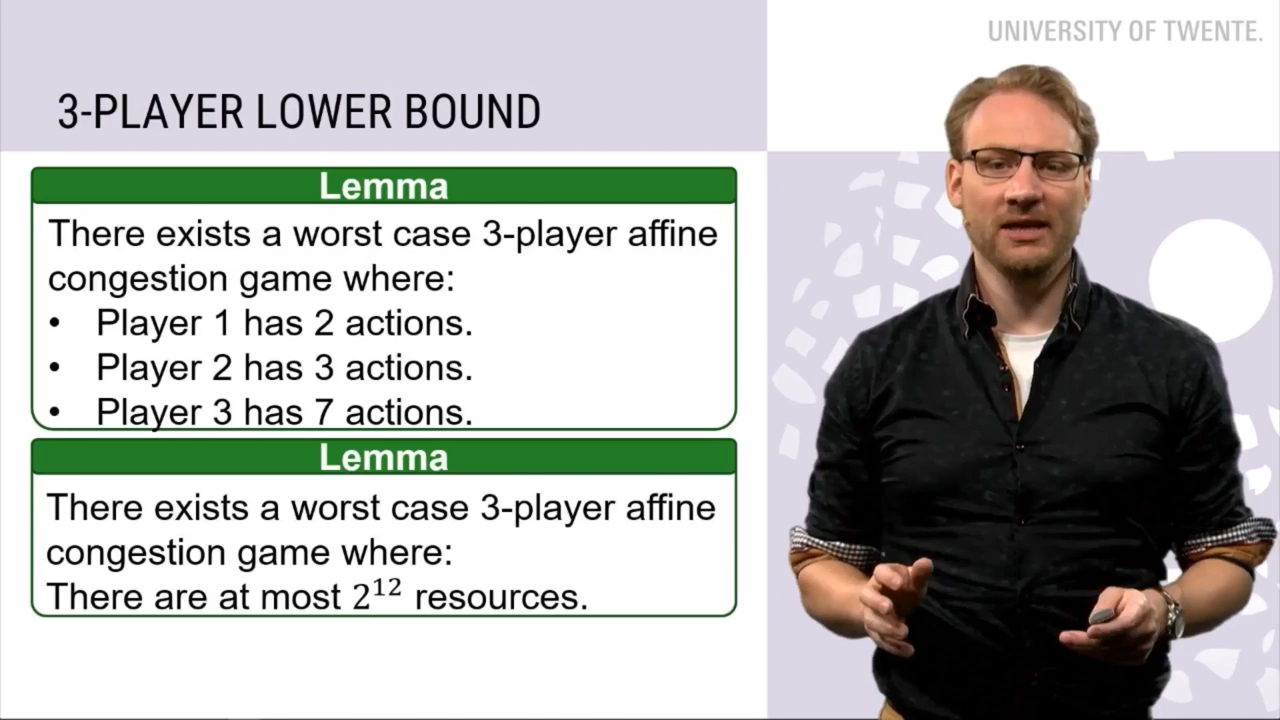 UNIVERSITY OF TWENTE.
3-PLAYER LOWER BOUND
Lemma
There exists a worst case 3-player affine
congestion game where:
• Player 1 has 2 actions.
• Player 2 has 3 actions.
• Player 3 has 7 actions.
Lemma
There exists a worst case 3-player affine
congestion game where:
There are at most 2¹² resources.